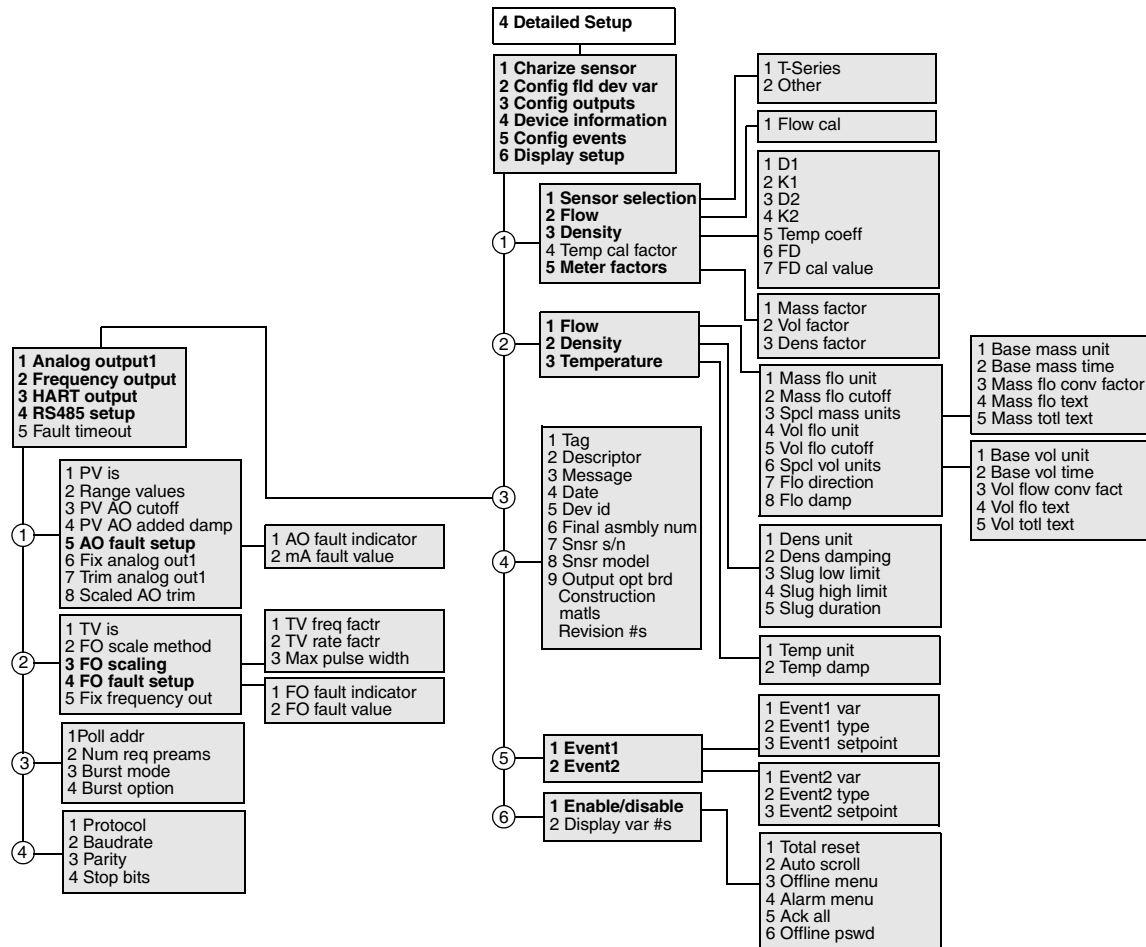 4 Detailed Setup
1 Charize sensor
2 Config fld dev var
3 Config outputs
4 Device information
5 Config events
6 Display setup
1
1 Sensor selection
2 Flow
3 Density
4 Temp cal factor
5 Meter factors
1 T-Series
2 Other
1 Flow cal
1 D1
2 K1
3 D2
4 K2
5 Temp coeff
6 FD
7 FD cal value
1 Mass factor
2 Vol factor
3 Dens factor
2
1 Flow
2 Density
3 Temperature
1 Mass flo unit
2 Mass flo cutoff
3 Spcl mass units
4 Vol flo unit
5 Vol flo cutoff
6 Spcl vol units
7 Flo direction
8 Flo damp
1 Base mass unit
2 Base mass time
3 Mass flo conv factor
4 Mass flo text
5 Mass totl text
1 Base vol unit
2 Base vol time
3 Vol flow conv fact
4 Vol flo text
5 Vol totl text
1 Dens unit
2 Dens damping
3 Slug low limit
4 Slug high limit
5 Slug duration
1 Temp unit
2 Temp damp
3
1 Analog output1
2 Frequency output
3 HART output
4 RS485 setup
5 Fault timeout
1
1 PV is
2 Range values
3 PV AO cutoff
4 PV AO added damp
5 AO fault setup
6 Fix analog out1
7 Trim analog out1
8 Scaled AO trim
1 AO fault indicator
2 mA fault value
2
1 TV is
2 FO scale method
3 FO scaling
4 FO fault setup
5 Fix frequency out
1 TV freq factr
2 TV rate factr
3 Max pulse width
1 FO fault indicator
2 FO fault value
3
1Poll addr
2 Num req preams
3 Burst mode
4 Burst option
4
1 Protocol
2 Baudrate
3 Parity
4 Stop bits
4
1 Tag
2 Descriptor
3 Message
4 Date
5 Dev id
6 Final asmbly num
7 Snsr s/n
8 Snsr model
9 Output opt brd
Construction
matls
Revision #s
5
1 Event1
2 Event2
1 Event1 var
2 Event1 type
3 Event1 setpoint
1 Event2 var
2 Event2 type
3 Event2 setpoint
6
1 Enable/disable
2 Display var #s
1 Total reset
2 Auto scroll
3 Offline menu
4 Alarm menu
5 Ack all
6 Offline pswd